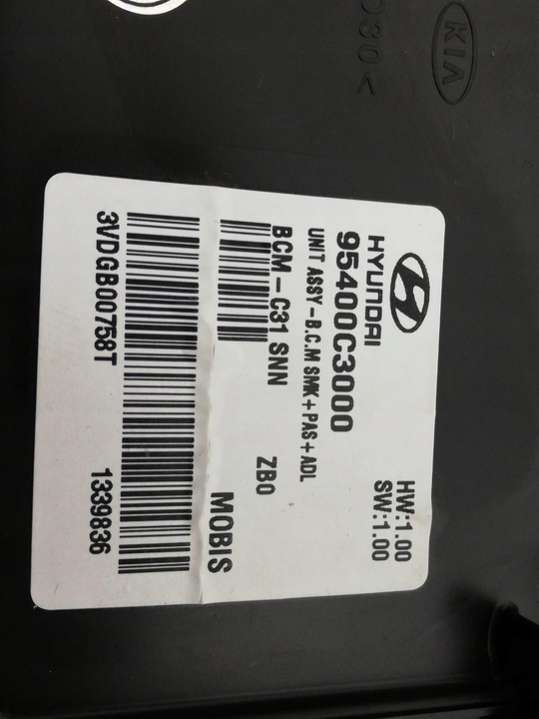 HYUNDAI
95400C3000
HW:1.00
SW:1.00
UNIT ASSY-B.C.M SMK+PAS+ADL
BCM-C31 SNN
ZB0
MOBIS
3VDGB00758T
1339836
KIA